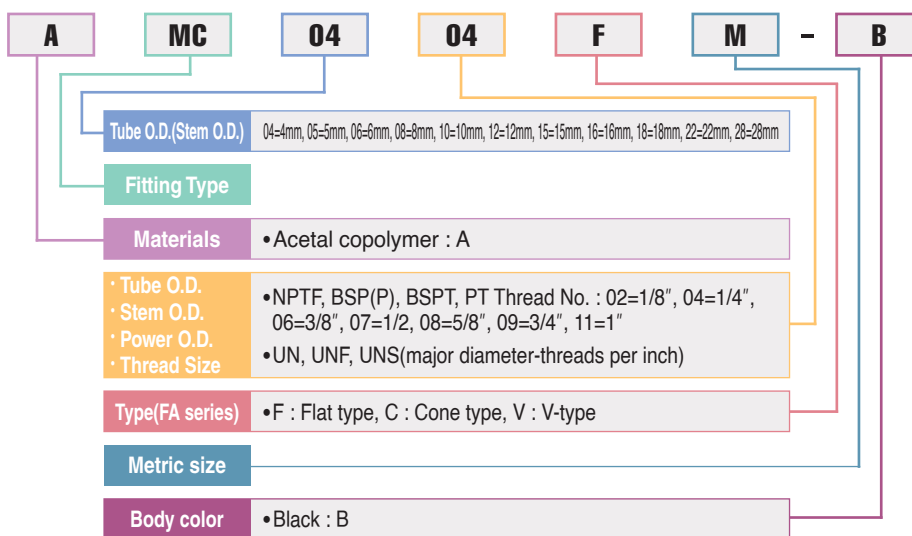 A MC 04 04 F M – B
Tube O.D.(Stem O.D.) 04=4mm, 05=5mm, 06=6mm, 08=8mm, 10=10mm, 12=12mm, 15=15mm, 16=16mm, 18=18mm, 22=22mm, 28=28mm
Fitting Type
Materials •Acetal copolymer : A
· Tube O.D.
· Stem O.D.
· Power O.D.
· Thread Size
•NPTF, BSP(P), BSPT, PT Thread No. : 02=1/8″, 04=1/4″,
06=3/8″, 07=1/2, 08=5/8″, 09=3/4″, 11=1″
•UN, UNF, UNS(major diameter-threads per inch)
Type(FA series) •F : Flat type, C : Cone type, V : V-type
Metric size
Body color •Black : B